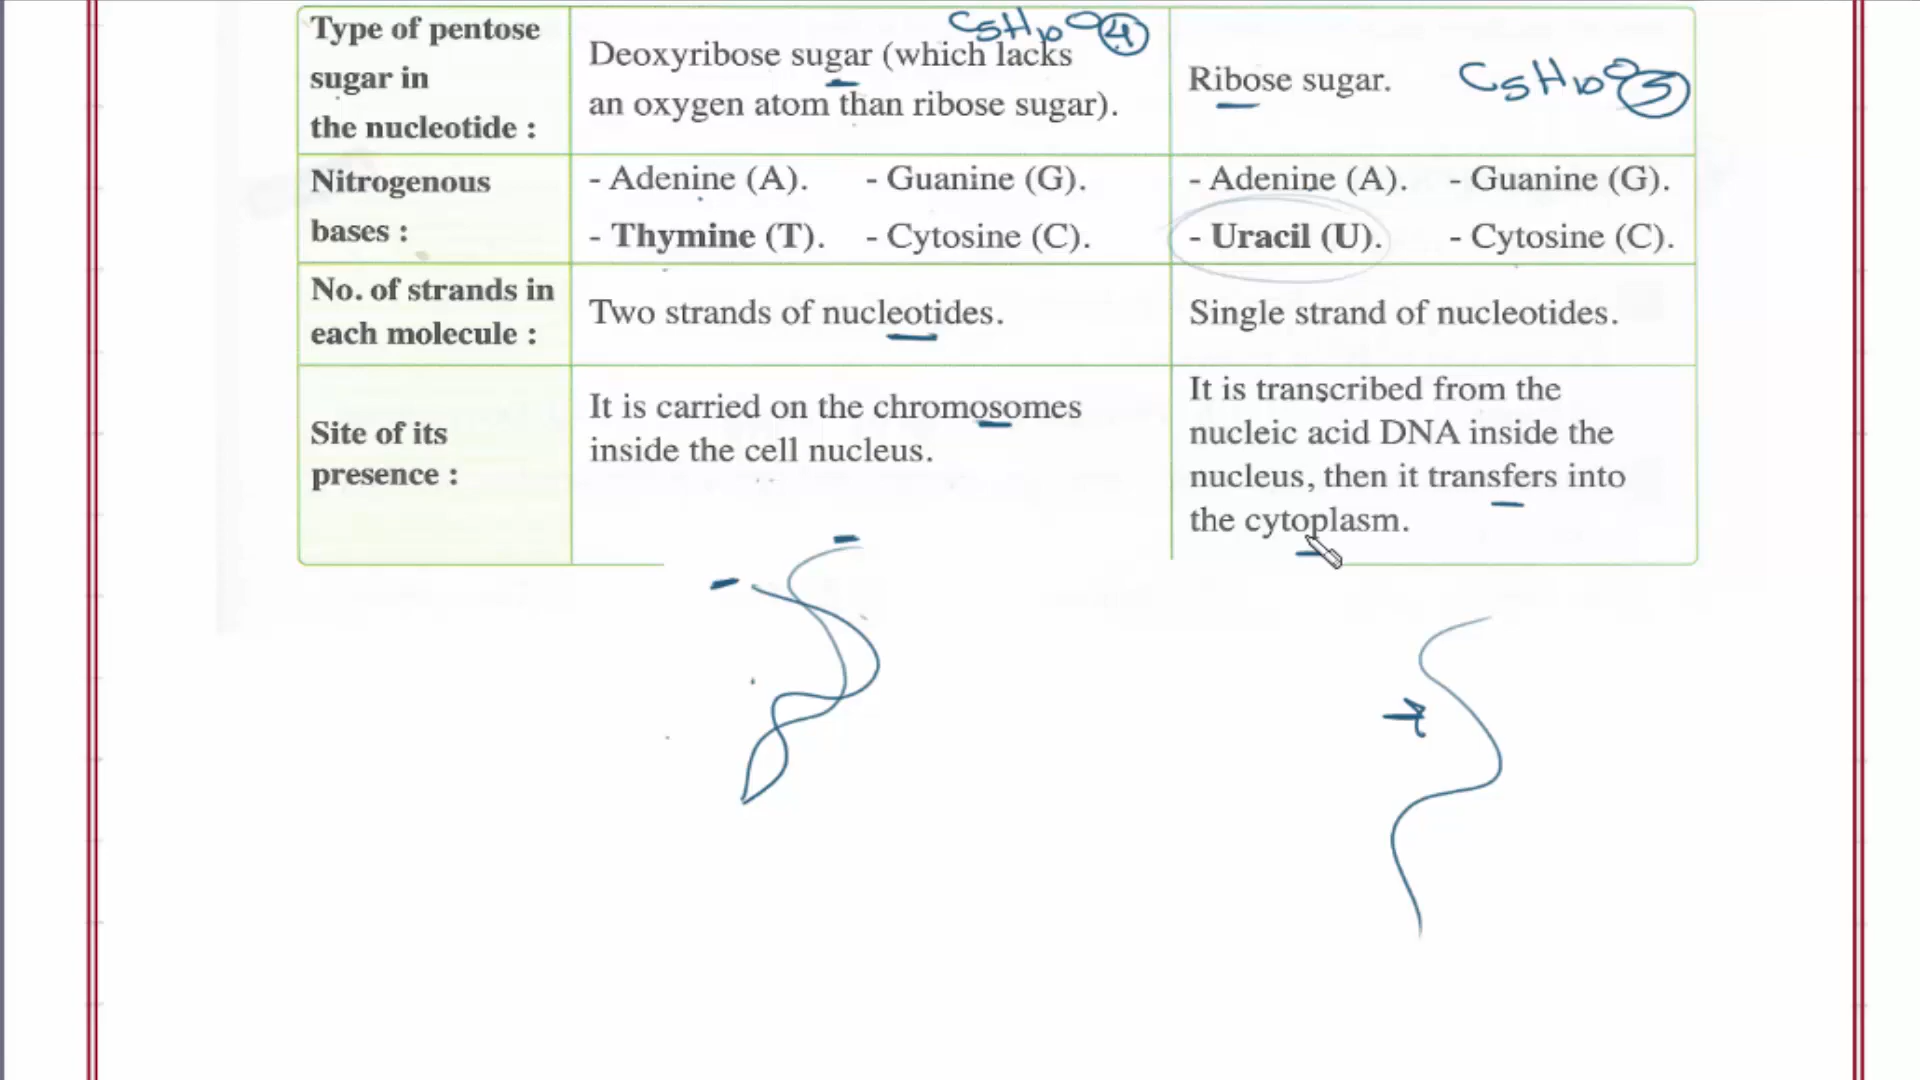 Type of pentose
sugar in
the nucleotide :
C5H10O4
Deoxyribose sugar (which lacks
an oxygen atom than ribose sugar).
Ribose sugar.
C5H10O5
Nitrogenous
bases :
- Adenine (A). - Guanine (G).
- Thymine (T). - Cytosine (C).
- Adenine (A). - Guanine (G).
- Uracil (U). - Cytosine (C).
No. of strands in
each molecule :
Two strands of nucleotides.
Single strand of nucleotides.
Site of its
presence :
It is carried on the chromosomes
inside the cell nucleus.
It is transcribed from the
nucleic acid DNA inside the
nucleus, then it transfers into
the cytoplasm.